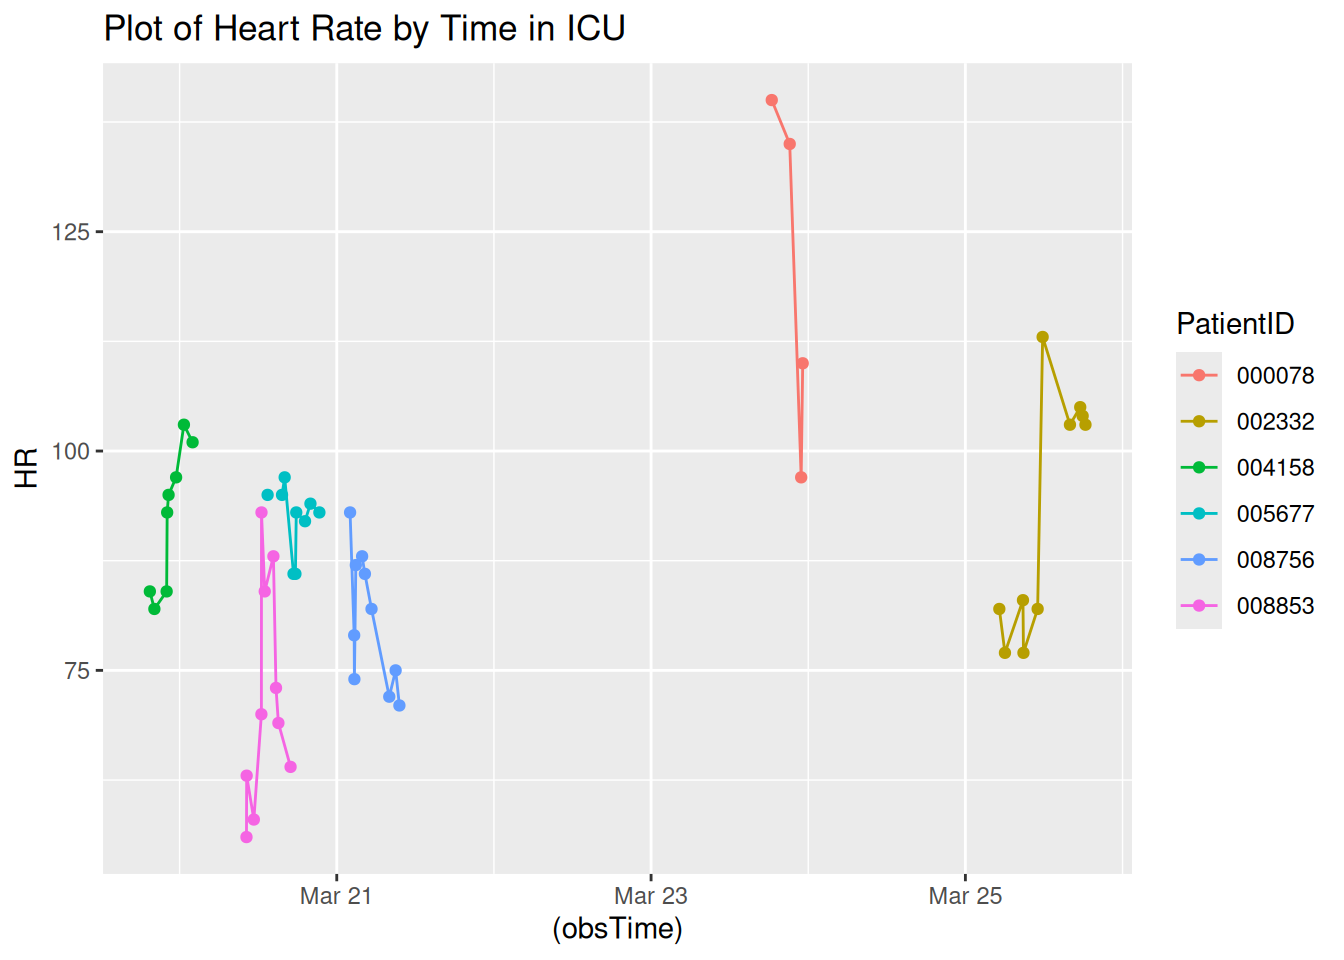 Plot of Heart Rate by Time in ICU
HR
125
100
75
Mar 21
Mar 23
Mar 25
(obsTime)
PatientID
000078
002332
004158
005677
008756
008853